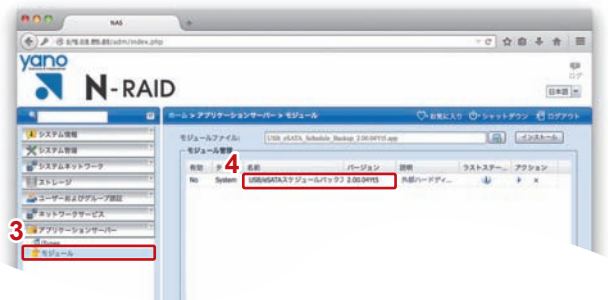 NAS
/adm/index.php
yano
N-RAID
ログ
日本語
ホーム > アプリケーションサーバー > モジュール
お気に入り
シャットダウン
ログアウト
システム情報
システム管理
システムネットワーク
ストレージ
ユーザーおよびグループ認証
ネットワークサービス
3
アプリケーションサーバー
iTunes
モジュール
モジュールファイル:
USB_eSATA_Schedule_Backup_2.00.04YIS.app
インストール
モジュール管理
4
有効
タ
名前
バージョン
説明
ラストステー...
アクション
No
System
USB/eSATAスケジュールバックフ
2.00.04YIS
外部ハードディ...